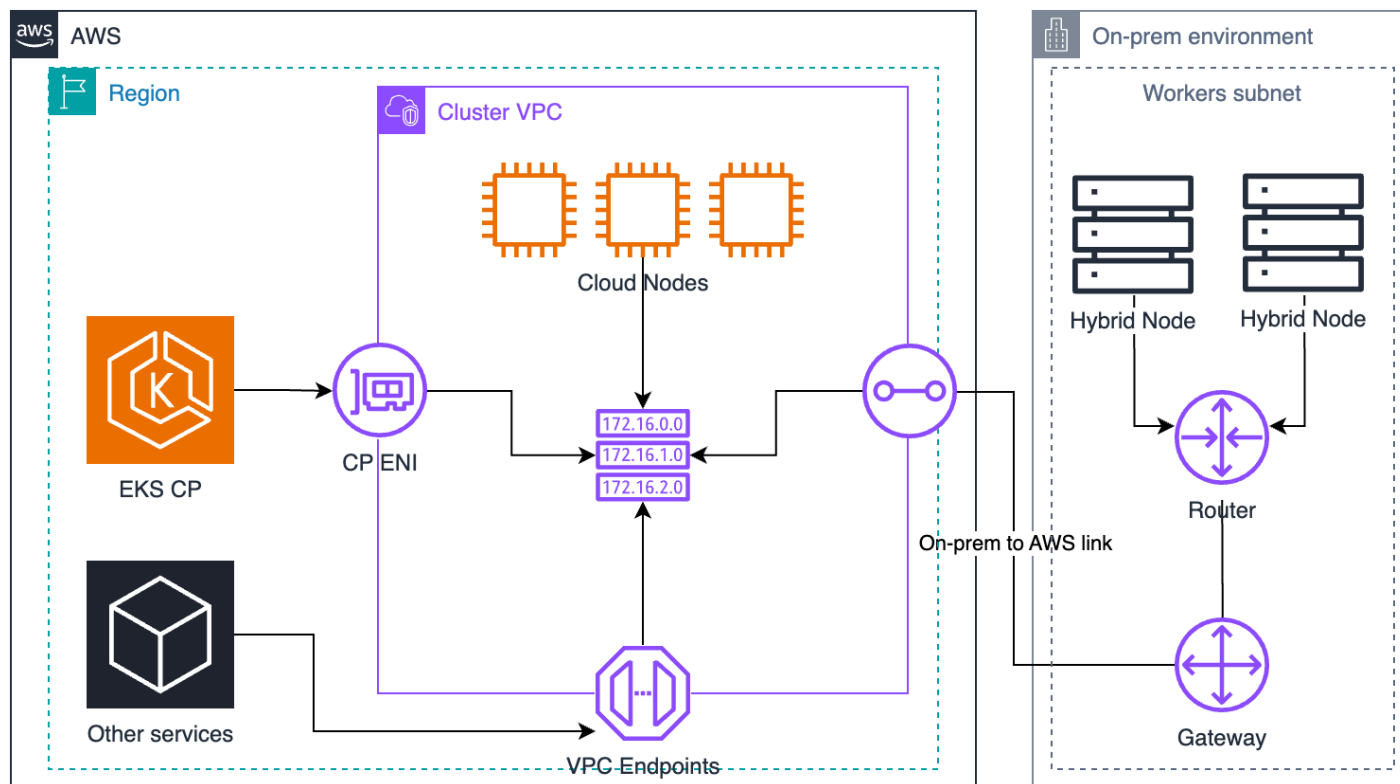 aws
AWS
On-prem environment
Region
Workers subnet
Cluster VPC
Cloud Nodes
Hybrid Node
Hybrid Node
K
172.16.0.0
172.16.1.0
172.16.2.0
CP ENI
EKS CP
Router
On-prem to AWS link
Other services
Gateway
VPC Endpoints